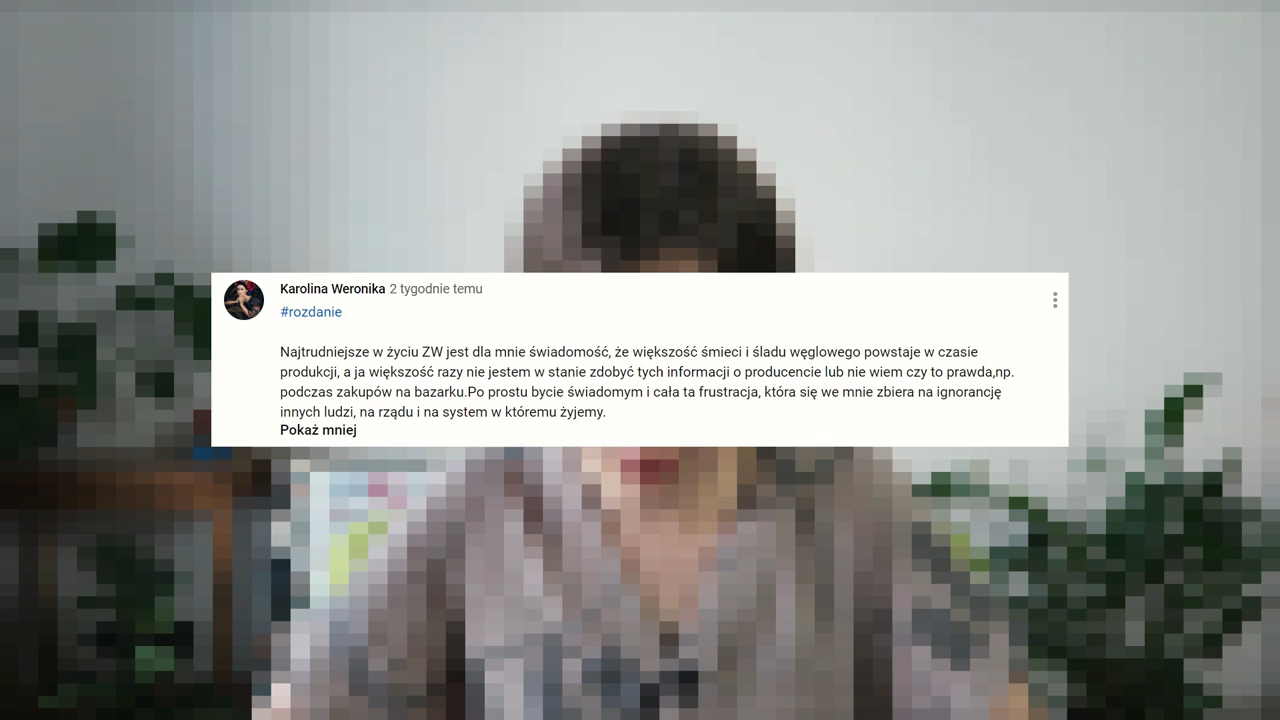 Karolina Weronika 2 tygodnie temu
#rozdanie
Najtrudniejsze w życiu ZW jest dla mnie świadomość, że większość śmieci i śladu węglowego powstaje w czasie
produkcji, a ja większość razy nie jestem w stanie zdobyć tych informacji o producencie lub nie wiem czy to prawda,np.
podczas zakupów na bazarku.Po prostu bycie świadomym i cała ta frustracja, która się we mnie zbiera na ignorancję
innych ludzi, na rządu i na system w któremu żyjemy.
Pokaż mniej